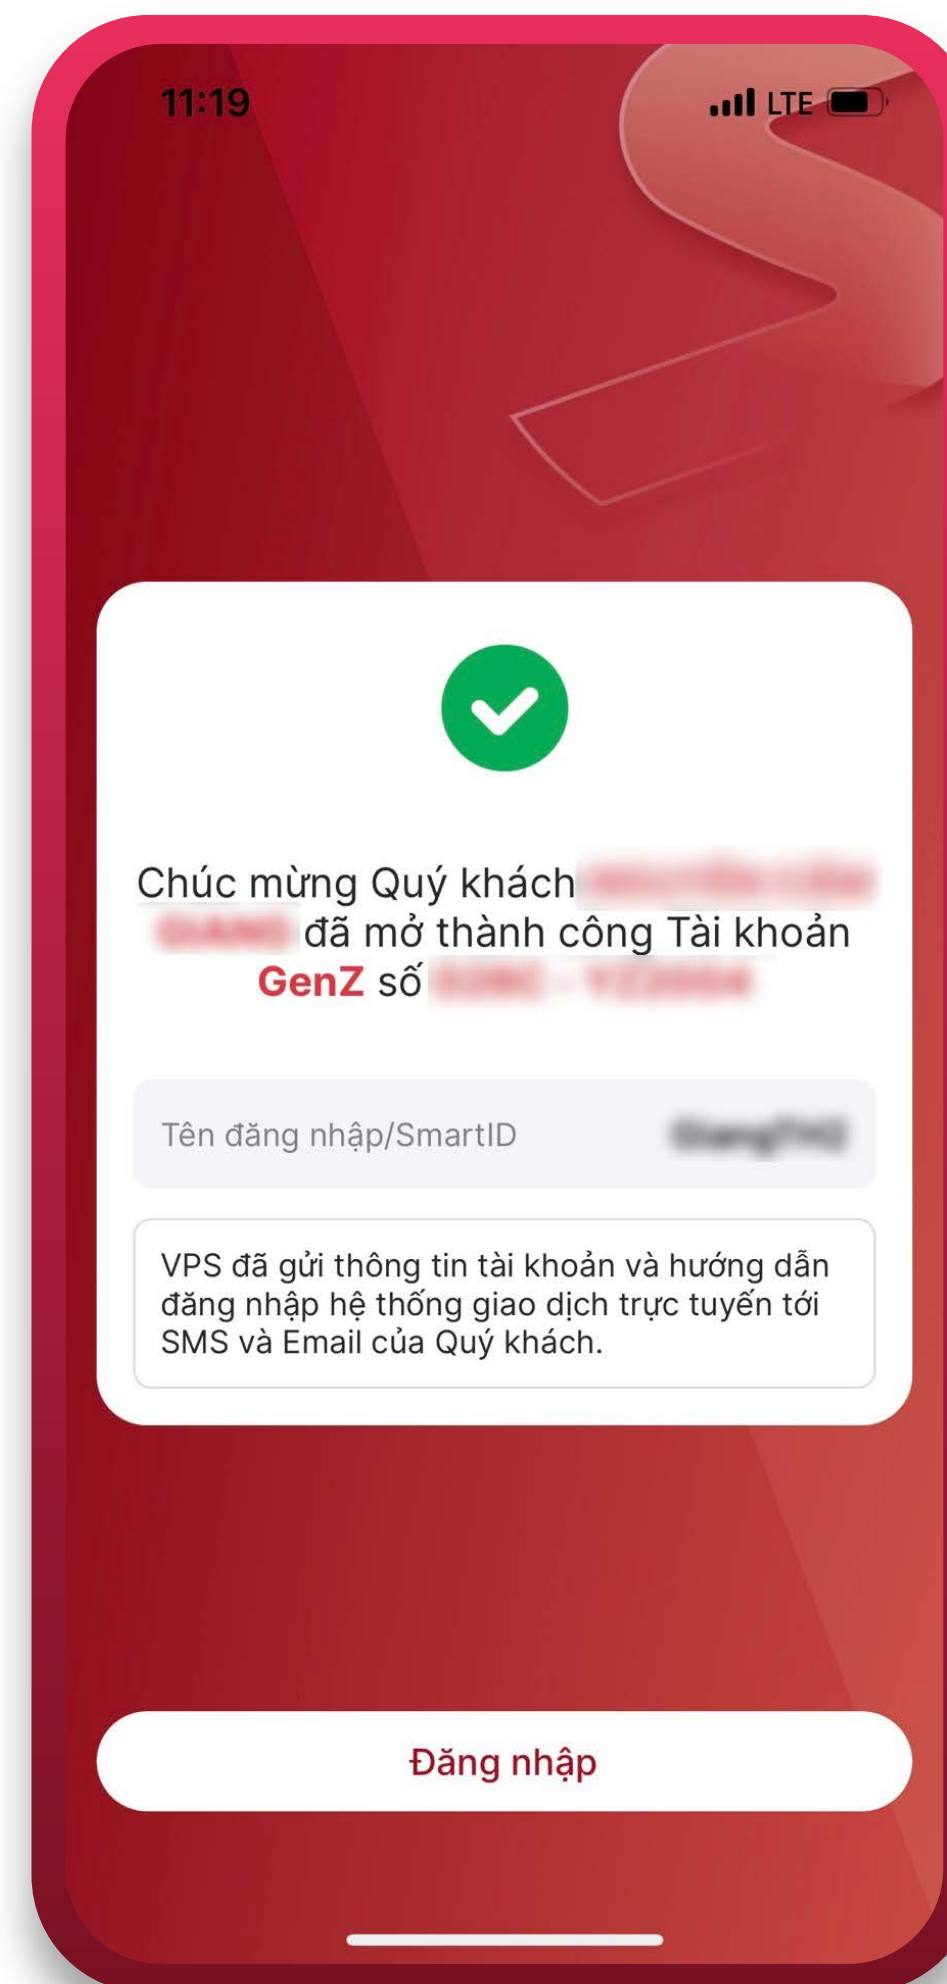 11:19
LTE
Chúc mừng Quý khách
đã mở thành công Tài khoản
GenZ số
Tên đăng nhập/SmartID
VPS đã gửi thông tin tài khoản và hướng dẫn
đăng nhập hệ thống giao dịch trực tuyến tới
SMS và Email của Quý khách.
Đăng nhập